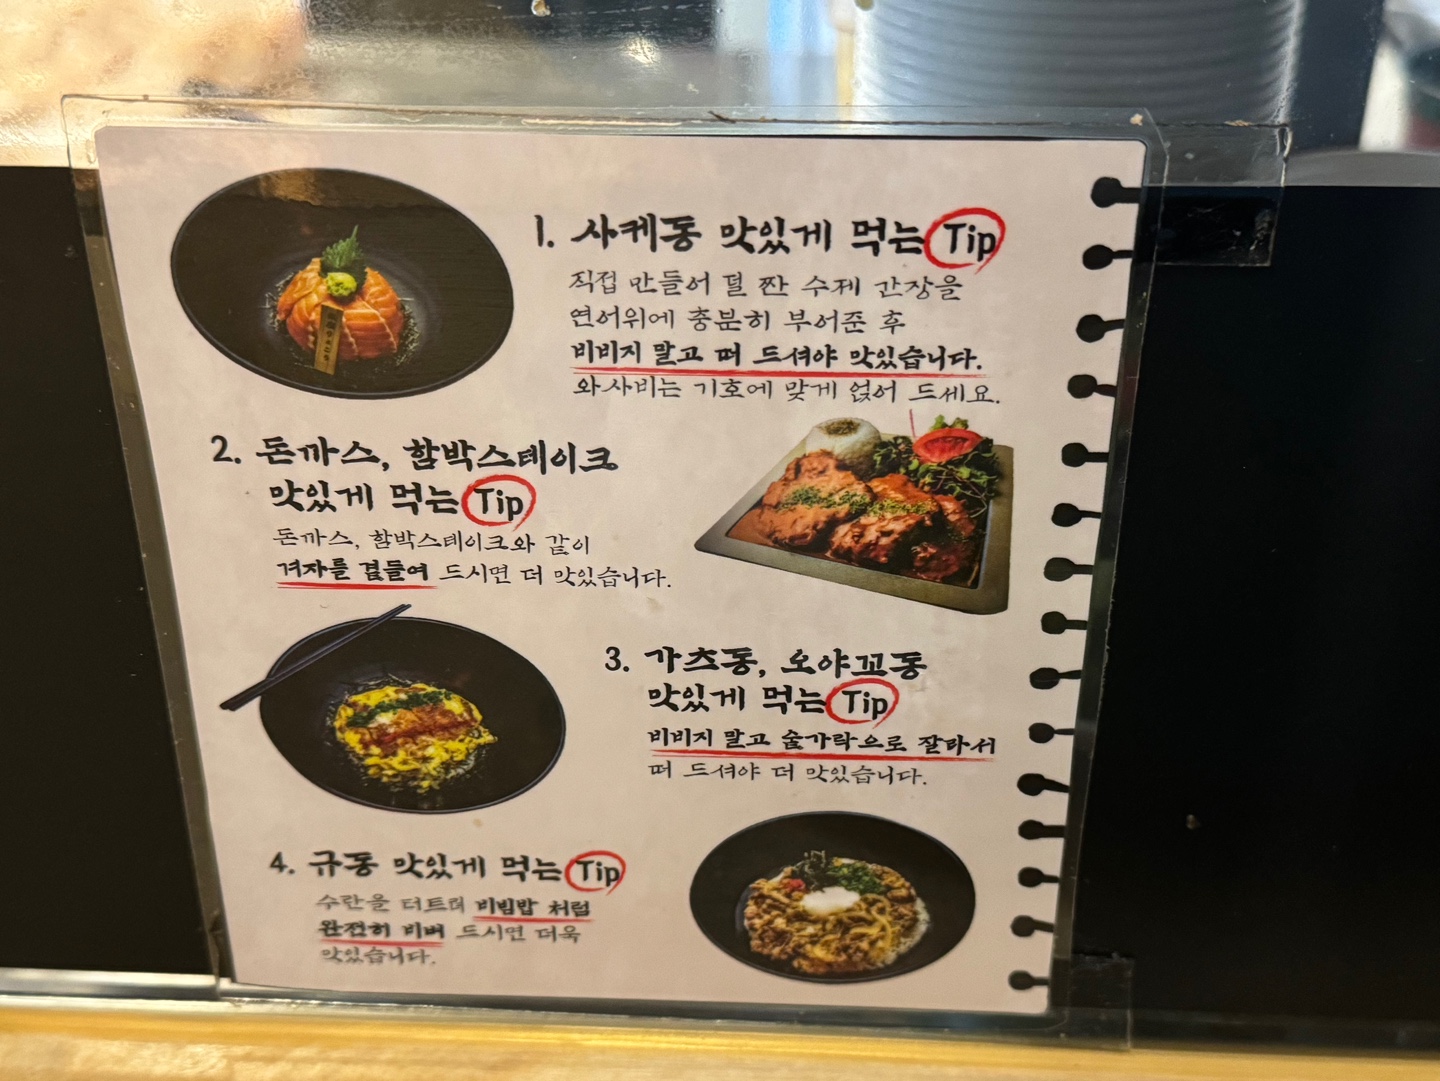 1. 사케동 맛있게 먹는 Tip
직접 만들어 덜 짠 수제 간장을
연어위에 충분히 부어준 후
비비지 말고 떠 드셔야 맛있습니다.
와사비는 기호에 맞게 얹어 드세요.
2. 돈까스, 함박스테이크
맛있게 먹는 Tip
돈까스, 함박스테이크와 같이
겨자를 곁들여 드시면 더 맛있습니다.
3. 가츠동, 오야꼬동
맛있게 먹는 Tip
비비지 말고 숟가락으로 잘라서
떠 드셔야 더 맛있습니다.
4. 규동 맛있게 먹는 Tip
수란을 터트려 비빔밥 처럼
완전히 비벼 드시면 더욱
맛있습니다.